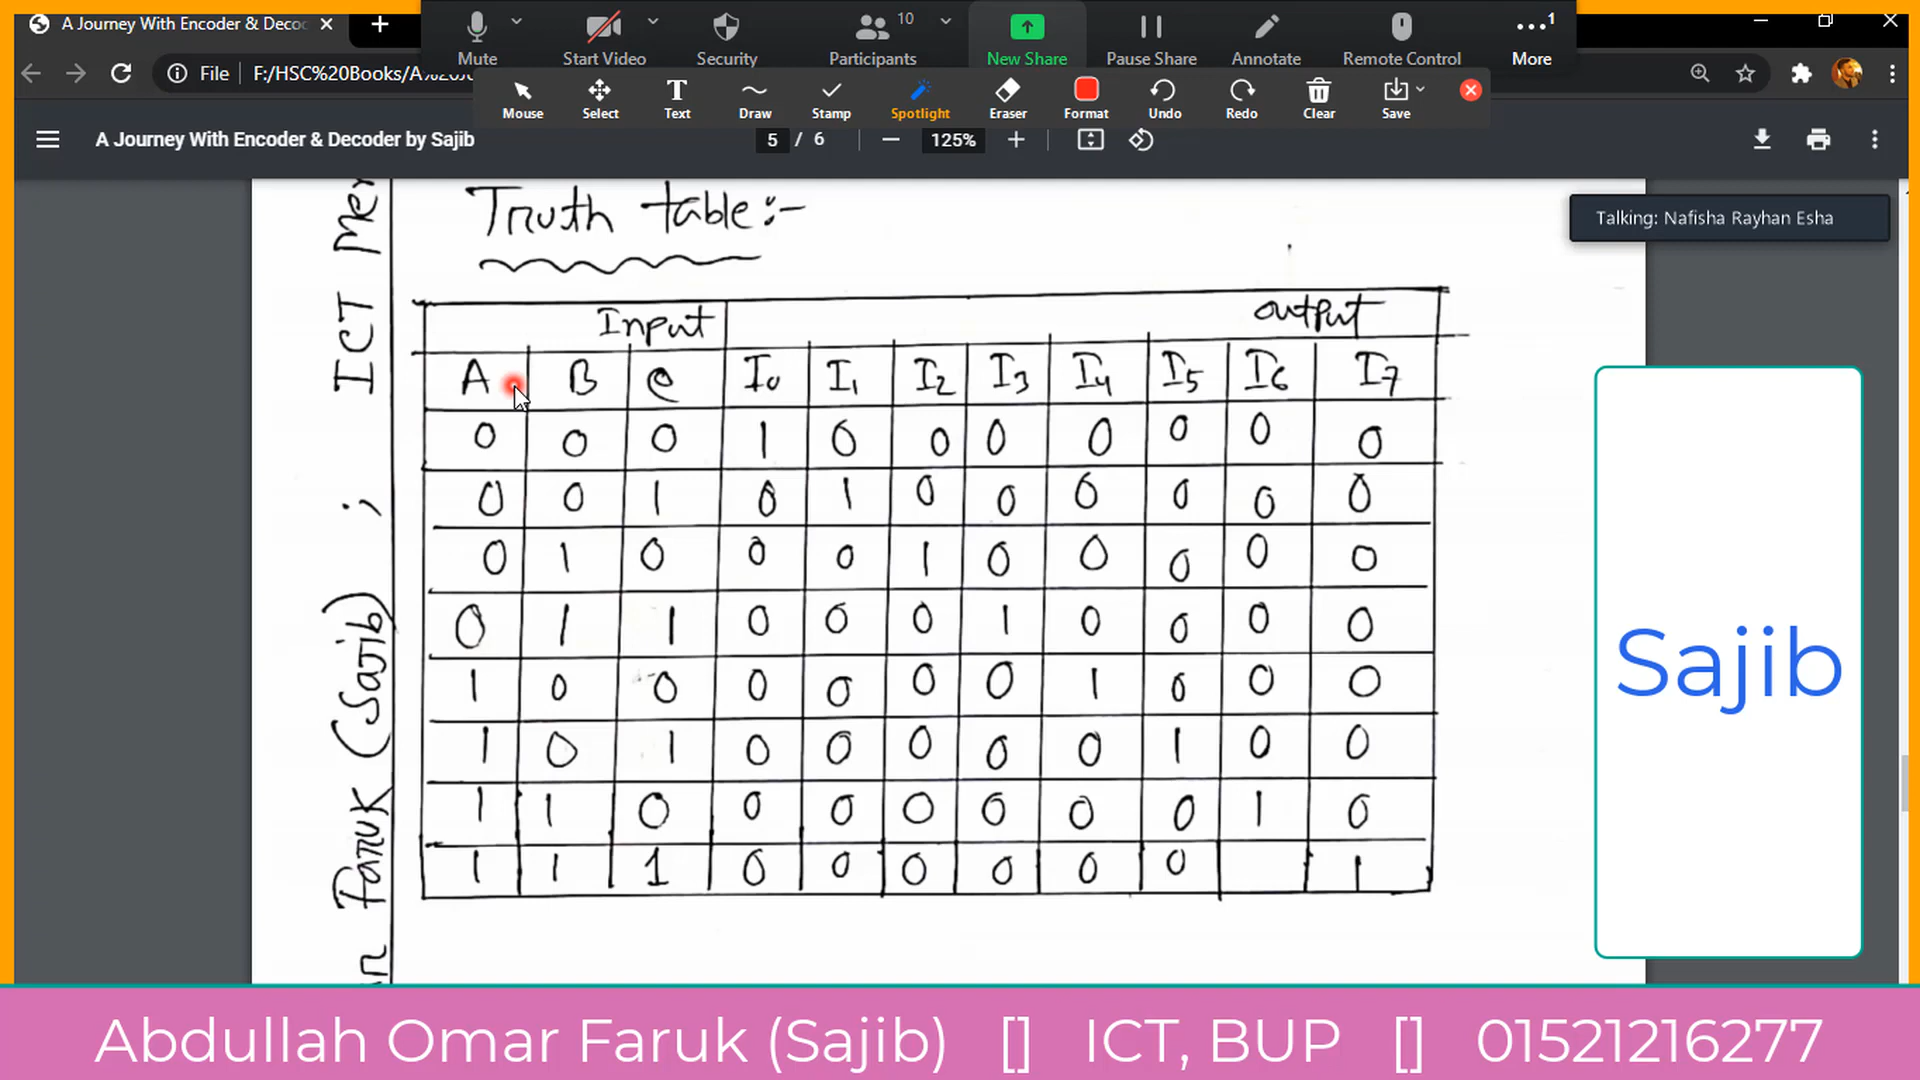 A Journey With Encoder & Decoc
10
1
Mute
Start Video
Security
Participants
New Share
Pause Share
Annotate
Remote Control
More
File
F:/HSC%20Books/A%20
Mouse
Select
Text
Draw
Stamp
Spotlight
Eraser
Format
Undo
Redo
Clear
Save
A Journey With Encoder & Decoder by Sajib
5 / 6
125%
Talking: Nafisha Rayhan Esha
Truth table:-
Input output
A B C I0 I1 I2 I3 I4 I5 I6 I7
0 0 0 1 0 0 0 0 0 0 0
0 0 1 0 1 0 0 0 0 0 0
0 1 0 0 0 1 0 0 0 0 0
0 1 1 0 0 0 1 0 0 0 0
1 0 0 0 0 0 0 1 0 0 0
1 0 1 0 0 0 0 0 1 0 0
1 1 0 0 0 0 0 0 0 1 0
1 1 1 0 0 0 0 0 0 1
Faruk (Sajib) ; ICT
Sajib
Abdullah Omar Faruk (Sajib) [] ICT, BUP [] 01521216277